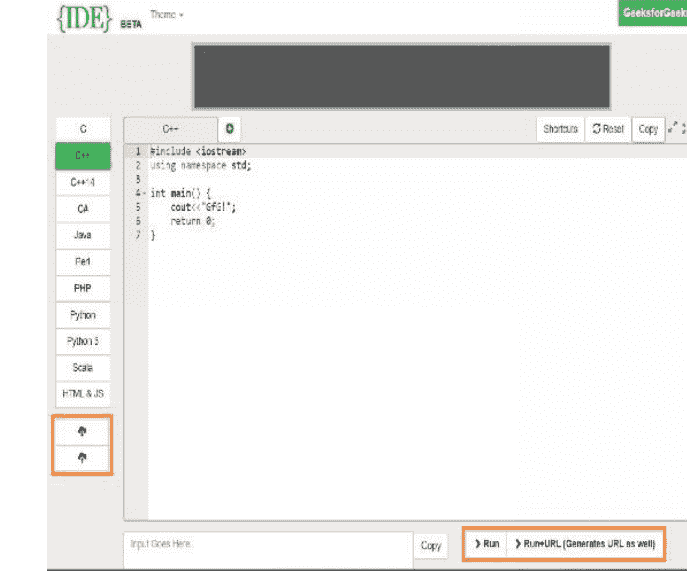 {IDE} BETA
Theme
GeeksforGeeks
C
C++
C++14
C#
Java
Perl
PHP
Python
Python 3
Scala
HTML & JS
C++
Shortcuts
Reset
Copy
1 #include <iostream>
2 using namespace std;
3
4 int main() {
5 cout<<"GfG!";
6 return 0;
7 }
Input Goes Here
Copy
Run
Run+URL (Generates URL as well)